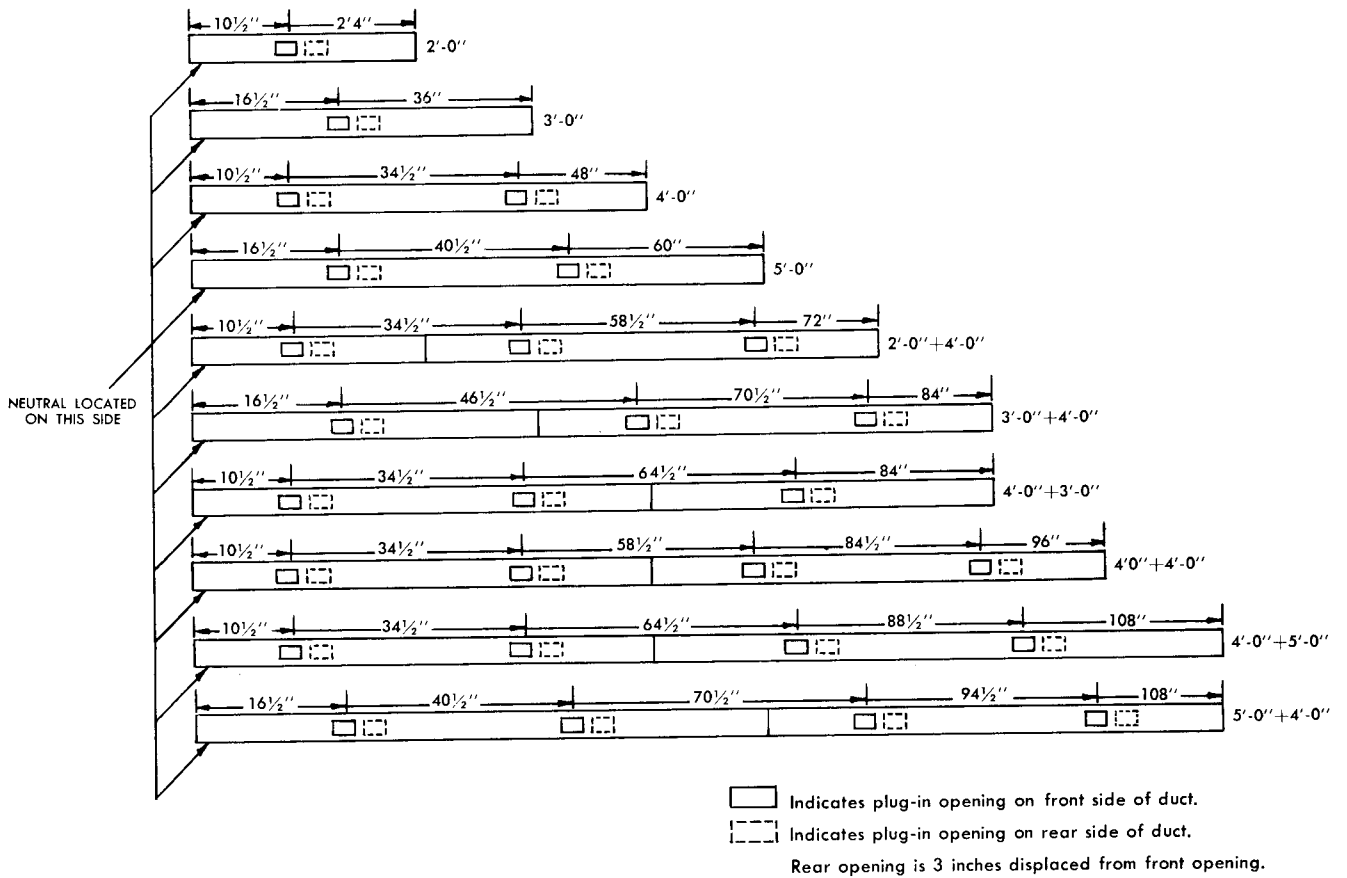 10½" 2'4"
2'-0"
16½" 36"
3'-0"
10½" 34½" 48"
4'-0"
16½" 40½" 60"
5'-0"
10½" 34½" 58½" 72"
2'-0"+4'-0"
NEUTRAL LOCATED
ON THIS SIDE
16½" 46½" 70½" 84"
3'-0"+4'-0"
10½" 34½" 64½" 84"
4'-0"+3'-0"
10½" 34½" 58½" 84½" 96"
4'0"+4'-0"
10½" 34½" 64½" 88½" 108"
4'-0"+5'-0"
16½" 40½" 70½" 94½" 108"
5'-0"+4'-0"
Indicates plug-in opening on front side of duct.
Indicates plug-in opening on rear side of duct.
Rear opening is 3 inches displaced from front opening.